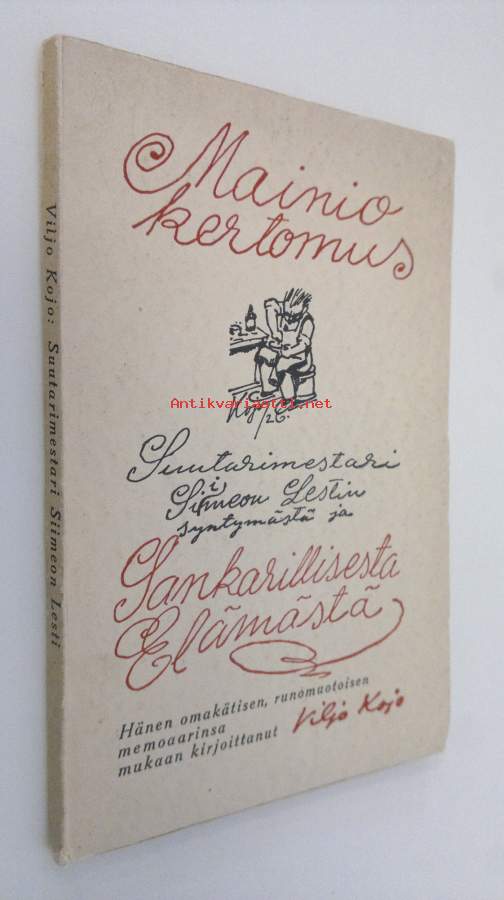 Viljo Kojo: Suutarimestari Siimeon Lesti
Mainio
kertomus
Antikvariaatti.net
Suutarimestari
Siimeon Lestin
syntymästä ja
Sankarillisesta
Elämästä
Hänen omakätisen, runomuotoisen
memoaarinsa
mukaan kirjoittanut Viljo Kojo